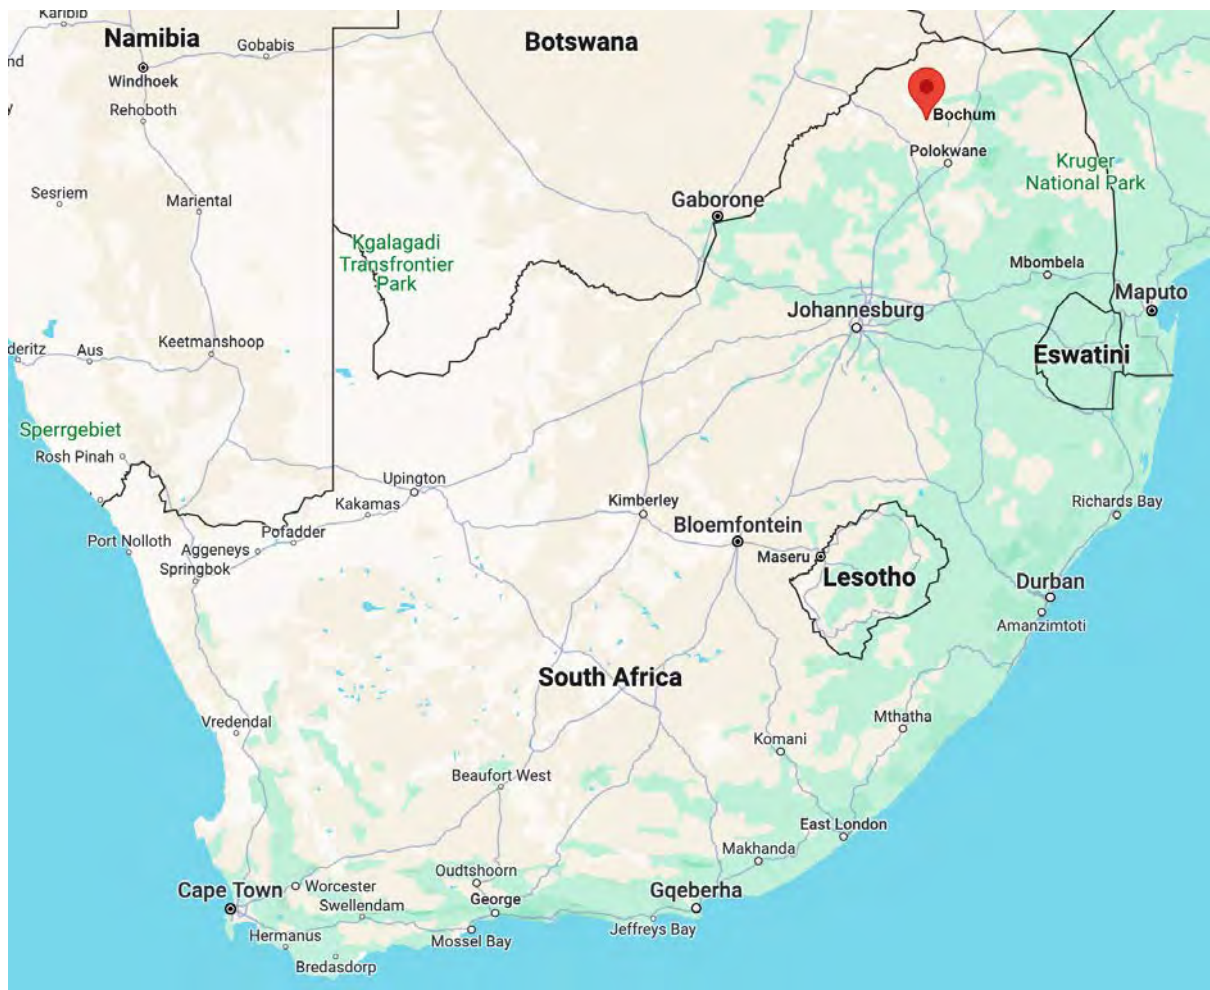 Karibib
Namibia
Gobabis
Botswana
nd
Windhoek
Rehoboth
y
Bochum
Polokwane
Kruger
National Park
Sesriem
Mariental
Gaborone
Kgalagadi
Transfrontier
Park
Mbombela
Maputo
Johannesburg
deritz
Aus
Keetmanshoop
Eswatini
Sperrgebiet
Rosh Pinah
Upington
Kakamas
Kimberley
Richards Bay
Bloemfontein
Port Nolloth
Pofadder
Aggeneys
Springbok
Maseru
Lesotho
Durban
Amanzimtoti
South Africa
Vredendal
Mthatha
Komani
Beaufort West
East London
Makhanda
Oudtshoorn
Cape Town
Worcester
Swellendam
George
Gqeberha
Jeffreys Bay
Hermanus
Mossel Bay
Bredasdorp